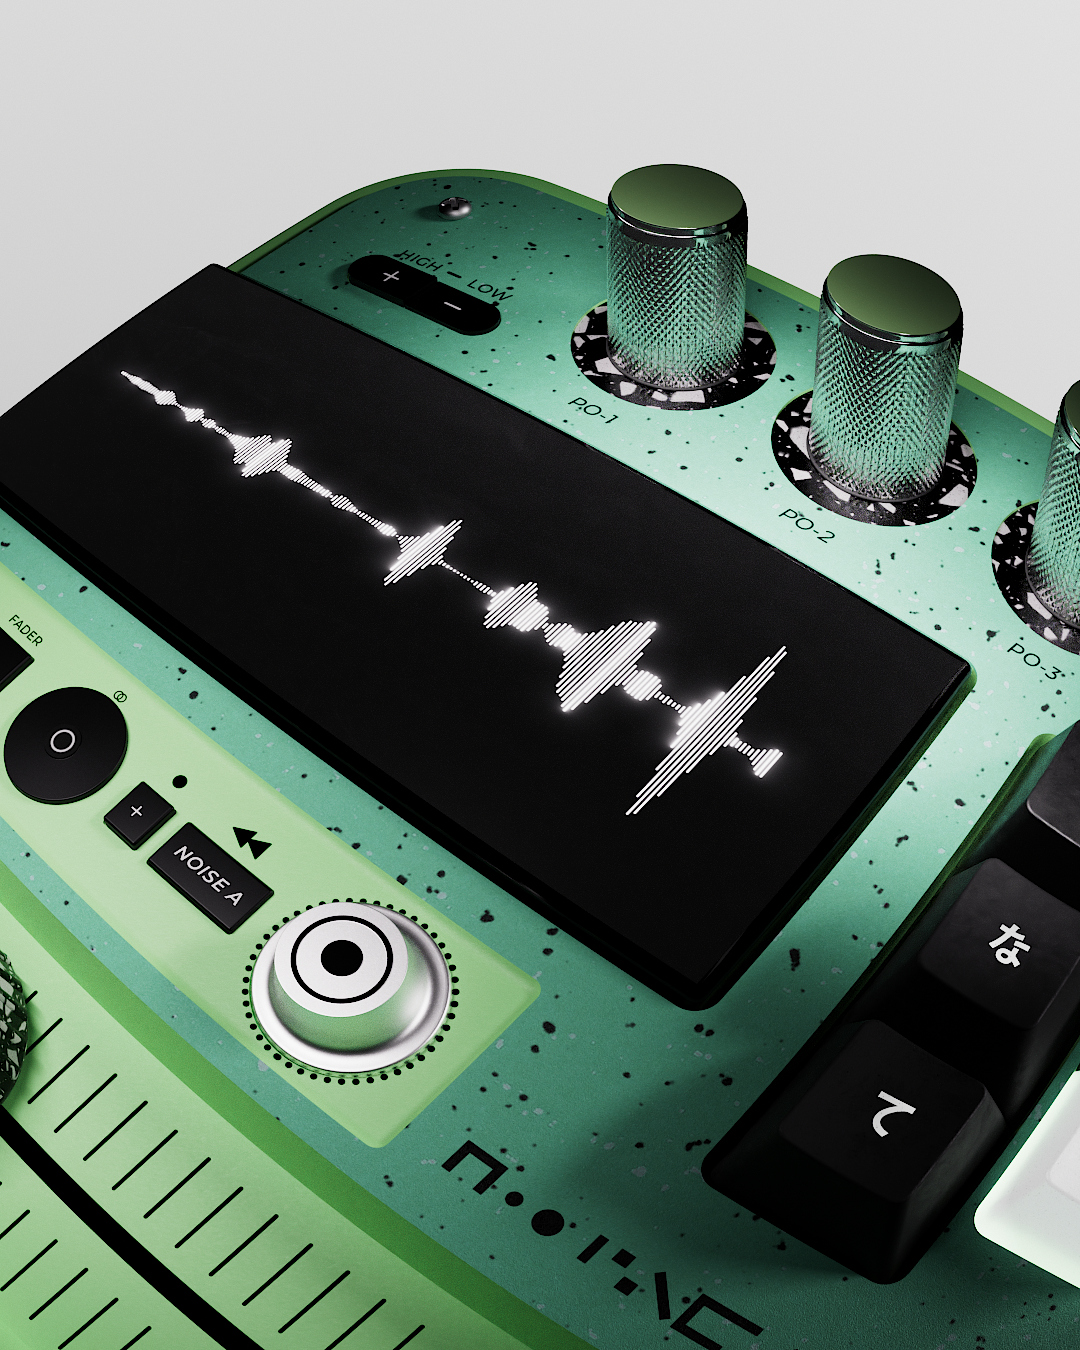 HIGH – LOW
+ –
PO-1
PO-2
PO-3
FADER
+
NOISE A
な
て